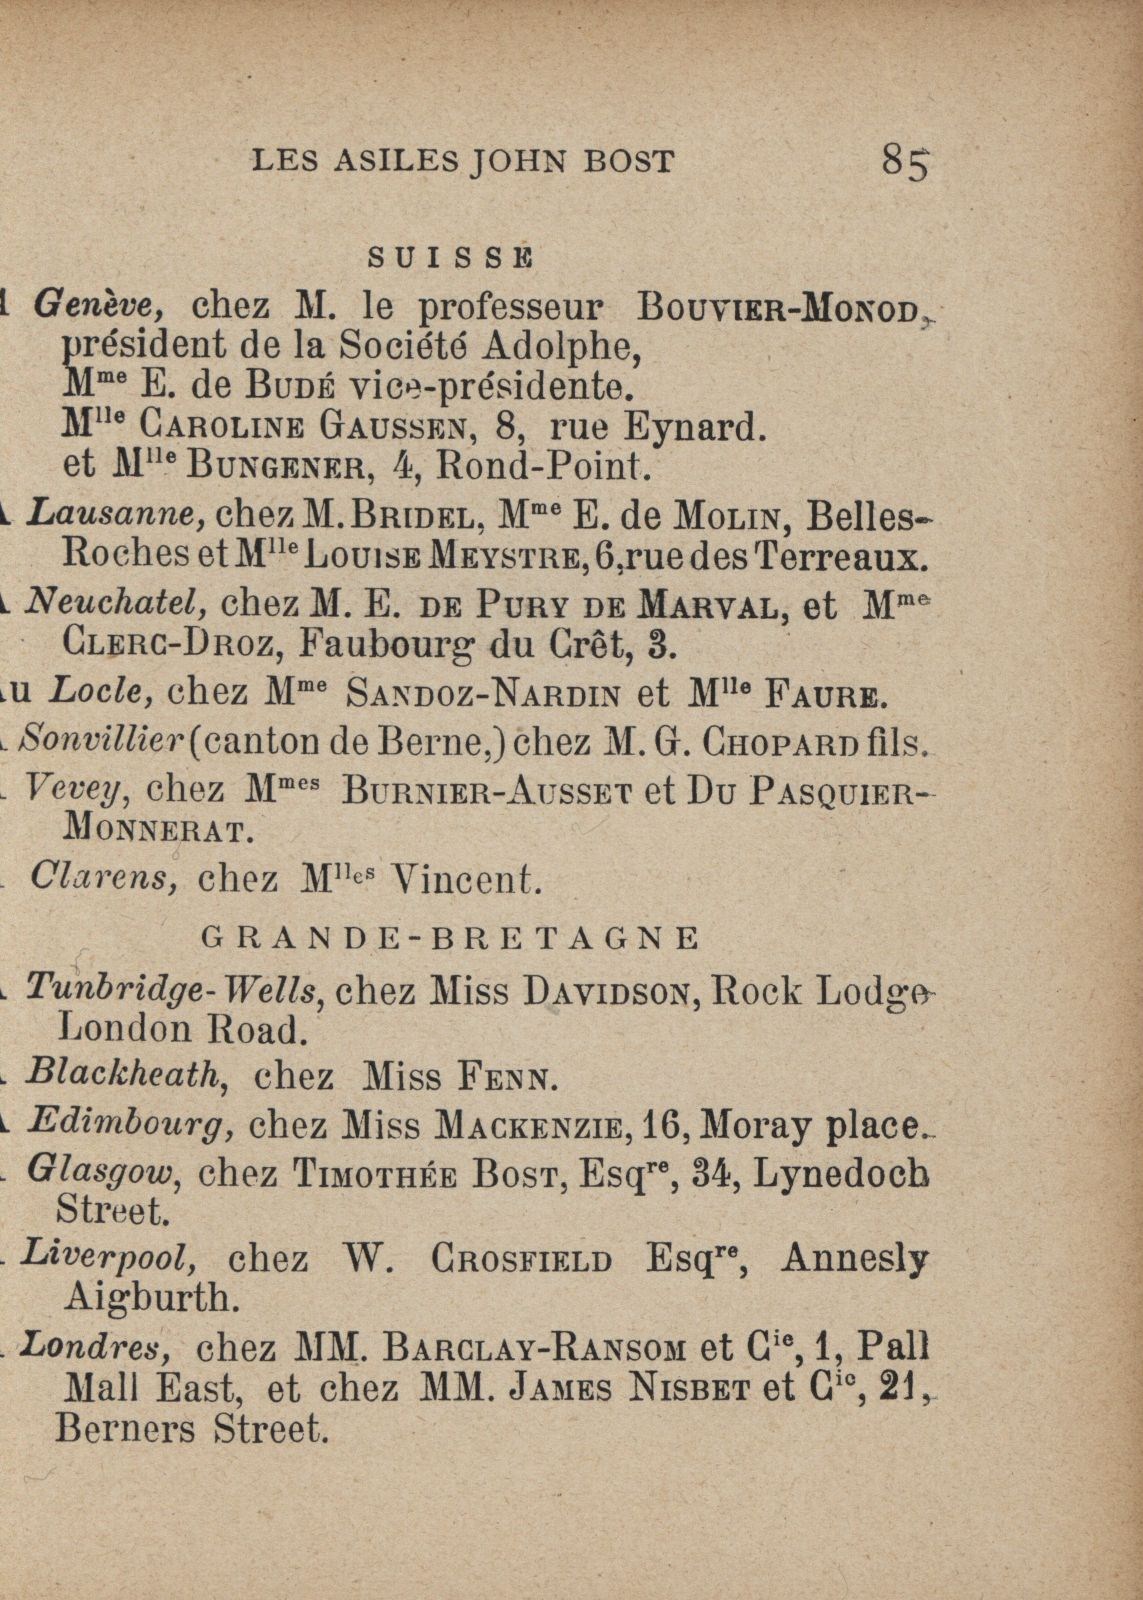 LES ASILES JOHN BOST 85
SUISSE
A Genève, chez M. le professeur BOUVIER-MONOD,
président de la Société Adolphe,
Mme E. de BUDÉ vice-présidente.
Mlle CAROLINE GAUSSEN, 8, rue Eynard.
et Mlle BUNGENER, 4, Rond-Point.
A Lausanne, chez M. BRIDEL, Mme E. de MOLIN, Belles-
Roches et Mlle LOUISE MEYSTRE, 6, rue des Terreaux.
A Neuchatel, chez M. E. DE PURY DE MARVAL, et Mme
CLERC-DROZ, Faubourg du Crêt, 3.
Au Locle, chez Mme SANDOZ-NARDIN et Mlle FAURE.
A Sonvillier (canton de Berne,) chez M. G. CHOPARD fils.
A Vevey, chez Mmes BURNIER-AUSSET et DU PASQUIER-
MONNERAT.
A Clarens, chez Mlles Vincent.
GRANDE-BRETAGNE
A Tunbridge-Wells, chez Miss DAVIDSON, Rock Lodge
London Road.
A Blackheath, chez Miss FENN.
A Edimbourg, chez Miss MACKENZIE, 16, Moray place.
A Glasgow, chez TIMOTHÉE BOST, Esqre, 34, Lynedoch
Street.
A Liverpool, chez W. CROSFIELD Esqre, Annesly
Aigburth.
A Londres, chez MM. BARCLAY-RANSOM et Cie, 1, Pall
Mall East, et chez MM. JAMES NISBET et Cie, 21,
Berners Street.